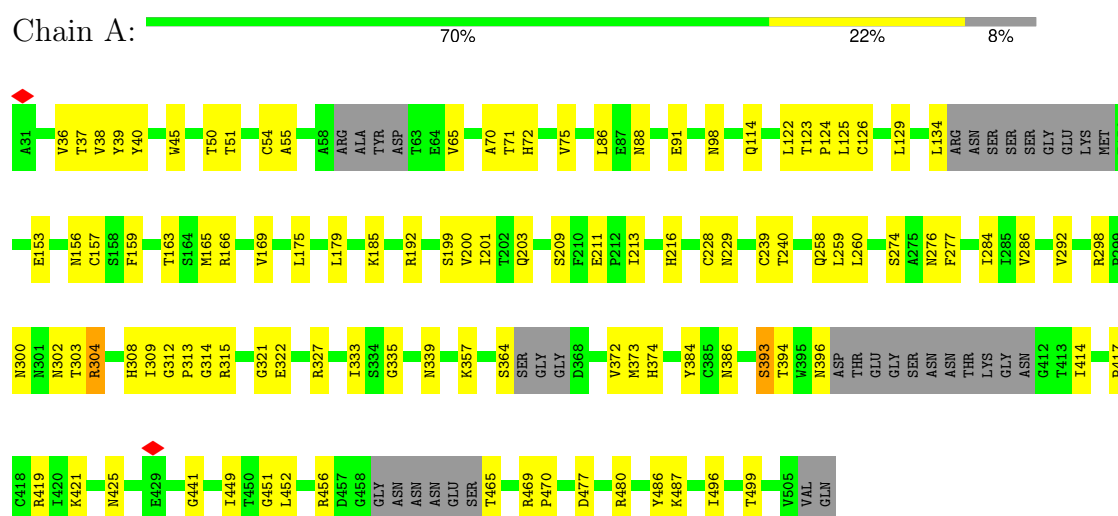 Chain A:
70% 22% 8%
A31 V36 T37 V38 Y39 Y40 W45 T50 T51 C54 A55 A58 ARG ALA TYR ASP T63 E64 V65 A70 T71 H72 V75 L86 E87 N88 E91 N98 Q114 L122 T123 P124 L125 C126 L129 L134 ARG ASN SER SER SER GLY GLU LYS MET
E153 N156 C157 S158 F159 T163 S164 M165 R166 V169 L175 L179 K185 R192 S199 V200 I201 T202 Q203 S209 F210 E211 P212 I213 H216 C228 N229 C239 T240 Q258 L259 L260 S274 A275 N276 F277 I284 I285 V286 V292 R298 P299
N300 N301 N302 T303 R304 H308 I309 G312 P313 G314 R315 G321 E322 R327 I333 S334 G335 N339 K357 S364 SER GLY GLY D368 V372 M373 H374 Y384 C385 N386 S393 T394 W395 N396 ASP THR GLU GLY SER ASN ASN THR LYS GLY ASN G412 T413 I414
C418 R419 I420 K421 N425 E429 G441 I449 T450 G451 L452 R456 D457 G458 GLY ASN ASN ASN GLU SER T465 R469 P470 D477 R480 Y486 K487 I496 T499 V505 VAL GLN